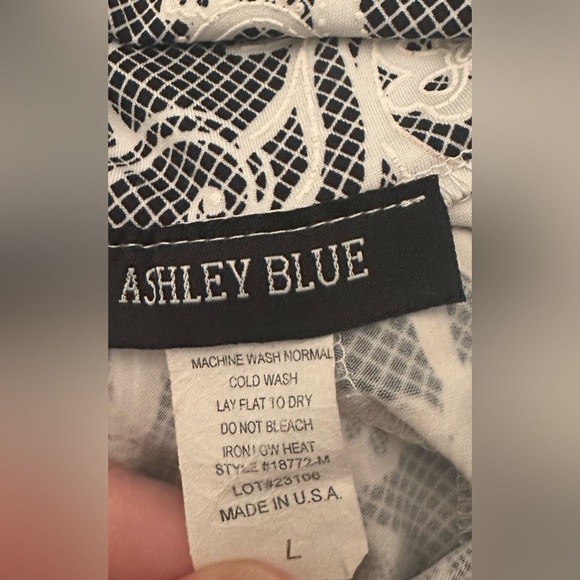 ASHLEY BLUE
MACHINE WASH NORMAL
COLD WASH
LAY FLAT TO DRY
DO NOT BLEACH
IRON LOW HEAT
STYLE #18772-M
LOT#23106
MADE IN U.S.A.
L